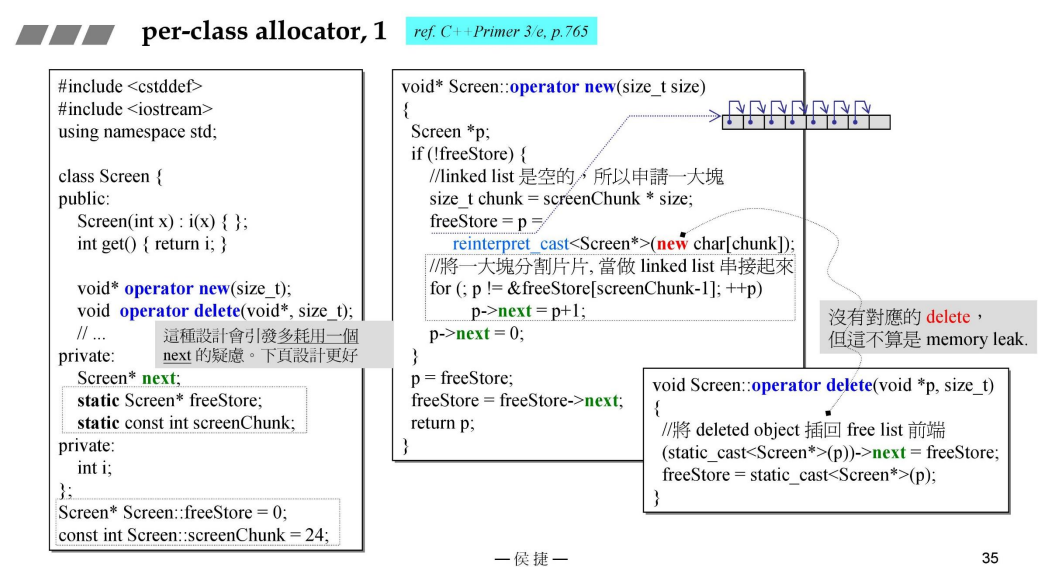 per-class allocator, 1
ref. C++Primer 3/e, p.765
#include <cstddef>
#include <iostream>
using namespace std;
class Screen {
public:
Screen(int x) : i(x) { };
int get() { return i; }
void* operator new(size_t);
void operator delete(void*, size_t);
// ...
這種設計會引發多耗用一個
next 的疑慮。下頁設計更好
private:
Screen* next;
static Screen* freeStore;
static const int screenChunk;
private:
int i;
};
Screen* Screen::freeStore = 0;
const int Screen::screenChunk = 24;
void* Screen::operator new(size_t size)
{
Screen *p;
if (!freeStore) {
//linked list 是空的，所以申請一大塊
size_t chunk = screenChunk * size;
freeStore = p =
reinterpret_cast<Screen*>(new char[chunk]);
//將一大塊分割片片, 當做 linked list 串接起來
for (; p != &freeStore[screenChunk-1]; ++p)
p->next = p+1;
p->next = 0;
}
p = freeStore;
freeStore = freeStore->next;
return p;
}
沒有對應的 delete，
但這不算是 memory leak.
void Screen::operator delete(void *p, size_t)
{
//將 deleted object 插回 free list 前端
(static_cast<Screen*>(p))->next = freeStore;
freeStore = static_cast<Screen*>(p);
}
— 侯捷 —
35